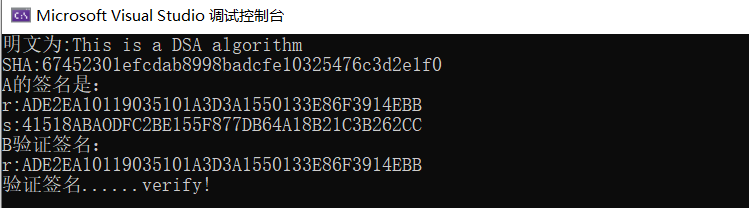 Microsoft Visual Studio 调试控制台
明文为:This is a DSA algorithm
SHA:67452301efcdab8998badcfe10325476c3d2e1f0
A的签名是:
r:ADE2EA10119035101A3D3A1550133E86F3914EBB
s:41518ABA0DFC2BE155F877DB64A18B21C3B262CC
B验证签名:
r:ADE2EA10119035101A3D3A1550133E86F3914EBB
验证签名......verify!